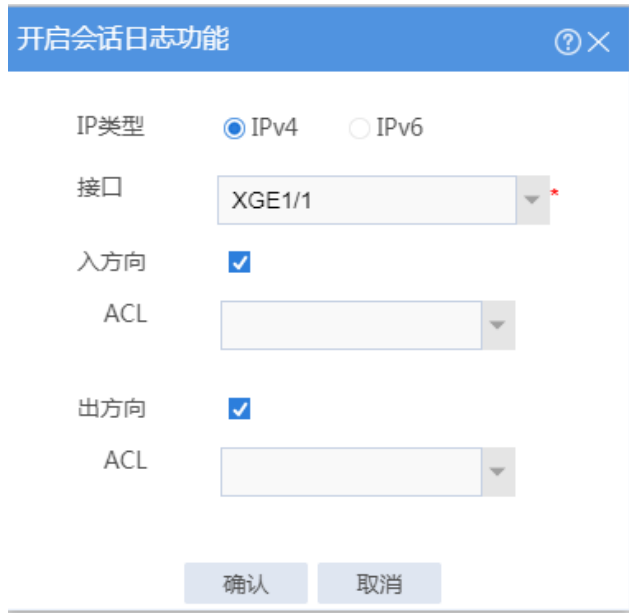 开启会话日志功能
IP类型 IPv4 IPv6
接口 XGE1/1 *
入方向
ACL
出方向
ACL
确认 取消